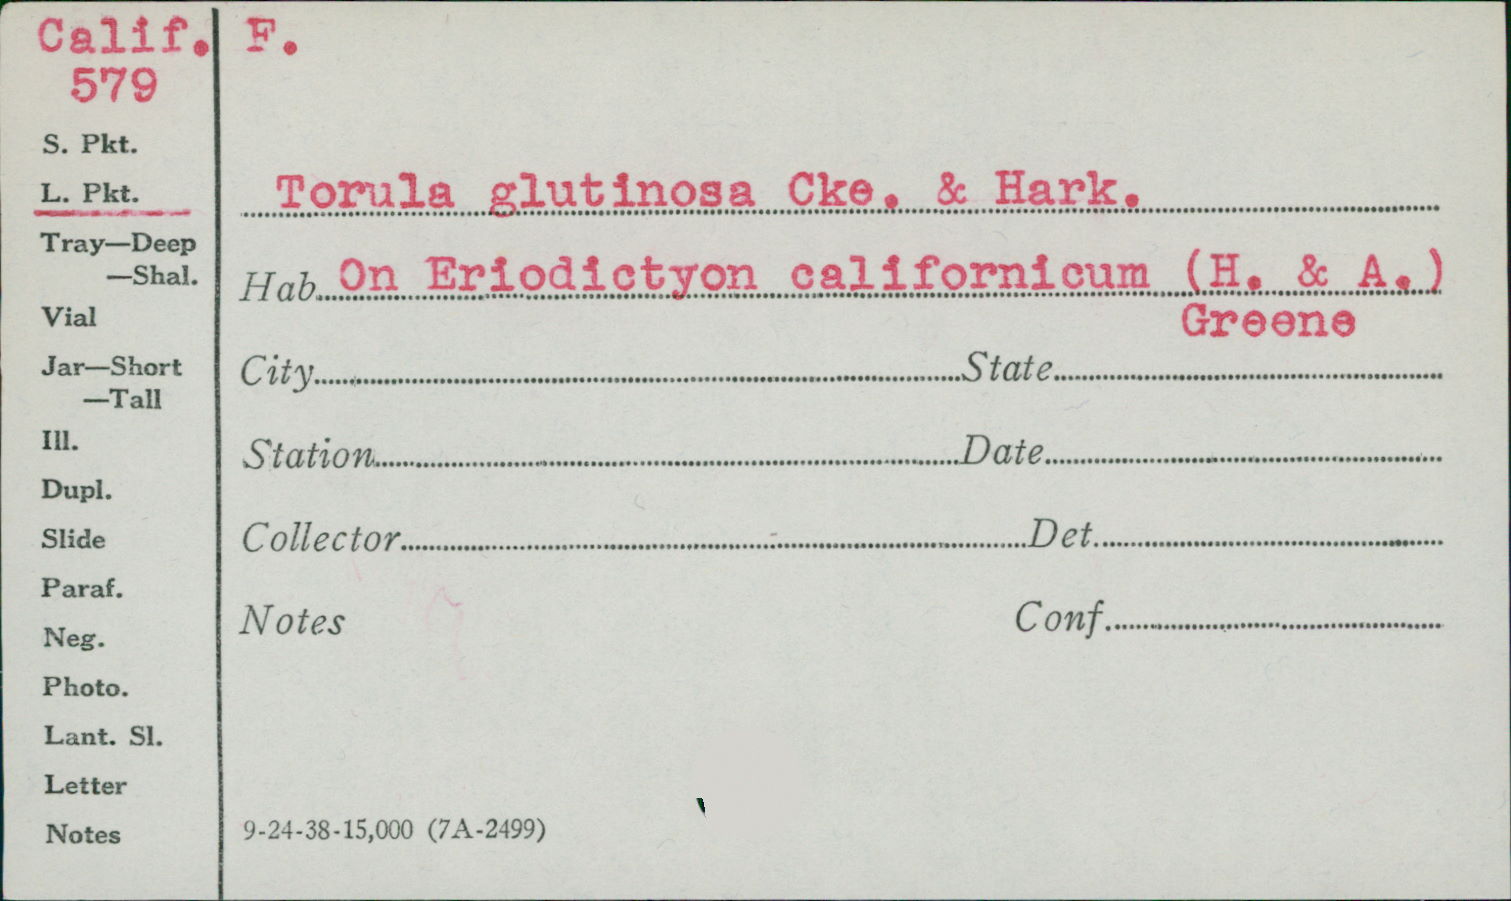 Calif. F.
579
S. Pkt.
L. Pkt.
Torula glutinosa Cke. & Hark.
Tray—Deep
—Shal.
Hab. On Eriodictyon californicum (H. & A.)
Greene
Vial
Jar—Short
—Tall
City State
Ill.
Station Date
Dupl.
Slide
Collector Det.
Paraf.
Notes Conf.
Neg.
Photo.
Lant. Sl.
Letter
Notes
9-24-38-15,000 (7A-2499)